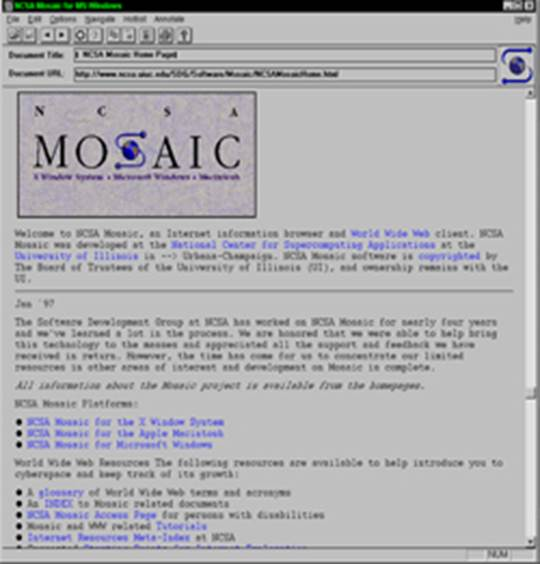 NCSA Mosaic for MS Windows
File Edit Options Navigate Hotlist Annotate Help
Document Title: NCSA Mosaic Home Page
Document URL: http://www.ncsa.uiuc.edu/SDG/Software/Mosaic/NCSAMosaicHome.html
N C S A
MOSAIC
X Window System • Microsoft Windows • Macintosh
Welcome to NCSA Mosaic, an Internet information browser and World Wide Web client. NCSA
Mosaic was developed at the National Center for Supercomputing Applications at the
University of Illinois in --> Urbana-Champaign. NCSA Mosaic software is copyrighted by
The Board of Trustees of the University of Illinois (UI), and ownership remains with the
UI.
Jan '97
The Software Development Group at NCSA has worked on NCSA Mosaic for nearly four years
and we've learned a lot in the process. We are honored that we were able to help bring
this technology to the masses and appreciated all the support and feedback we have
received in return. However, the time has come for us to concentrate our limited
resources in other areas of interest and development on Mosaic is complete.
All information about the Mosaic project is available from the homepages.
NCSA Mosaic Platforms:
NCSA Mosaic for the X Window System
NCSA Mosaic for the Apple Macintosh
NCSA Mosaic for Microsoft Windows
World Wide Web Resources The following resources are available to help introduce you to
cyberspace and keep track of its growth:
A glossary of World Wide Web terms and acronyms
An INDEX to Mosaic related documents
NCSA Mosaic Access Page for persons with disabilities
Mosaic and WWW related Tutorials
Internet Resources Meta-Index at NCSA
Starting Points for Internet Exploration
NUM